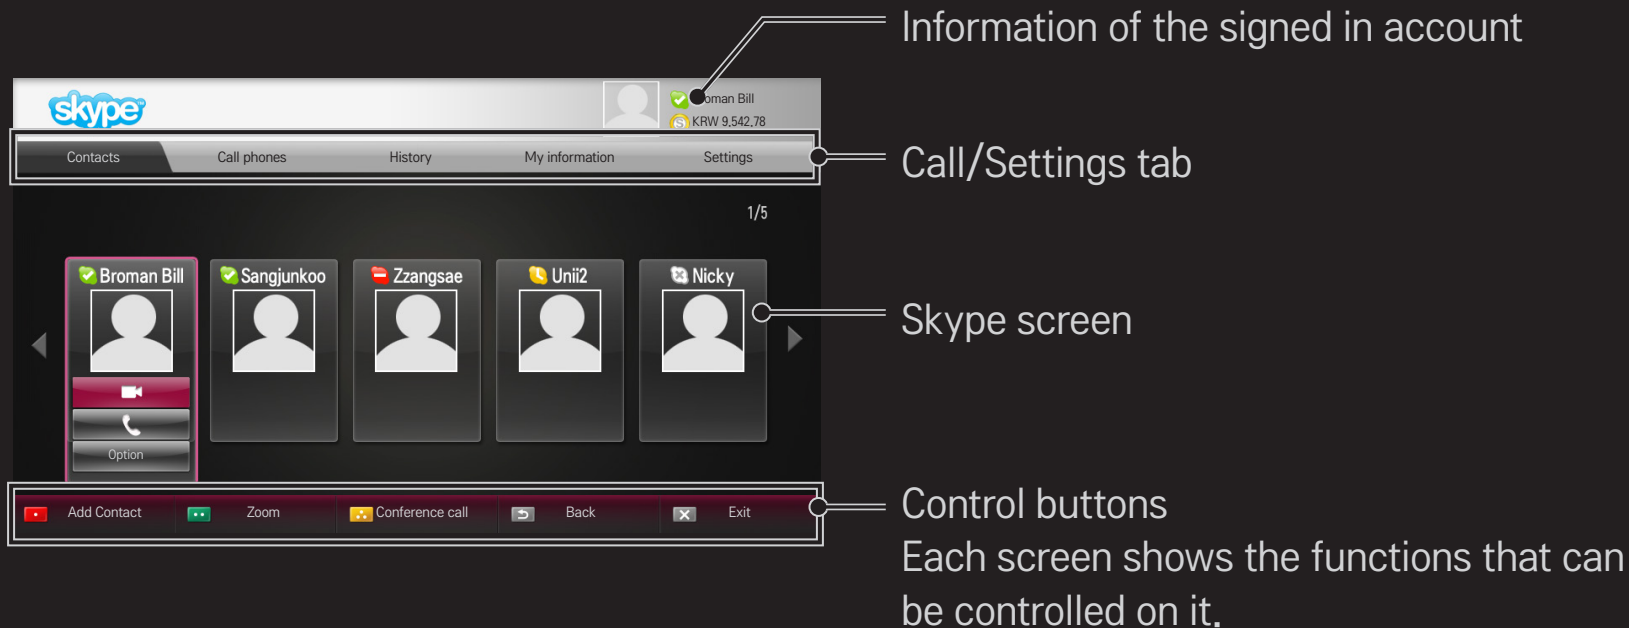 Information of the signed in account
skype
oman Bill
KRW 9,542.78
Contacts Call phones History My information Settings
Call/Settings tab
1/5
Broman Bill Sangjunkoo Zzangsae Unii2 Nicky
Skype screen
Option
Add Contact Zoom Conference call Back Exit
Control buttons
Each screen shows the functions that can
be controlled on it.